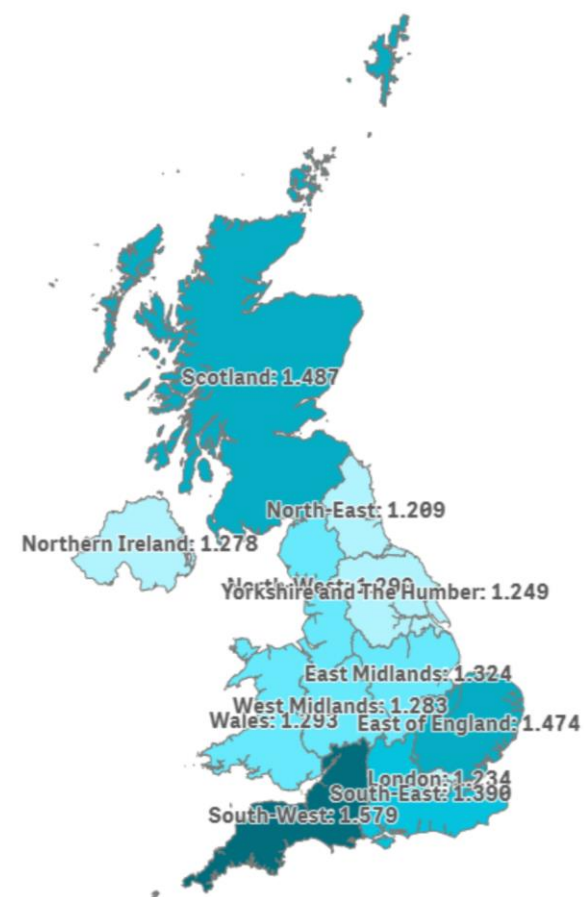 Scotland: 1.487
North-East: 1.209
Northern Ireland: 1.278
North-West:
Yorkshire and The Humber: 1.249
East Midlands: 1.324
West Midlands: 1.283
Wales: 1.293
East of England: 1.474
London: 1.234
South-East: 1.390
South-West: 1.579